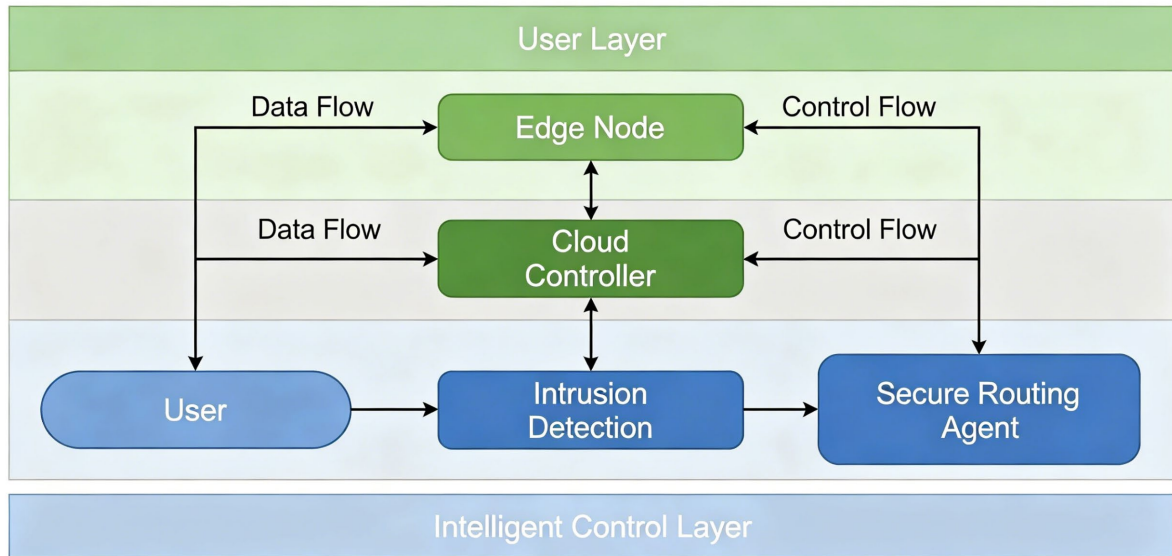 User Layer
Data Flow
Edge Node
Control Flow
Data Flow
Cloud
Controller
Control Flow
User
Intrusion
Detection
Secure Routing
Agent
Intelligent Control Layer